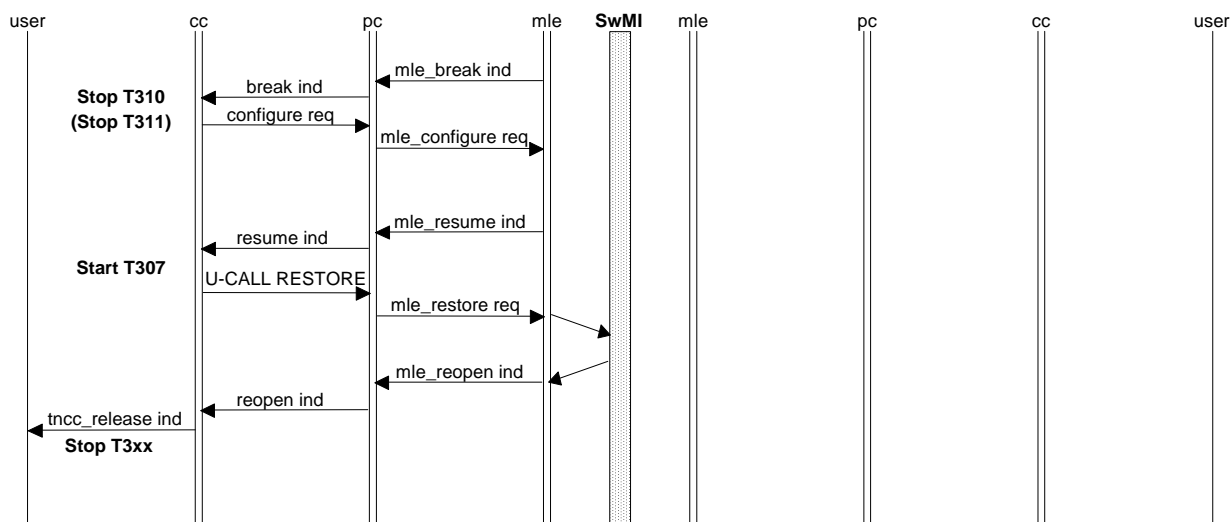 user cc pc mle SwMI mle pc cc user
mle_break ind
break ind
Stop T310
(Stop T311)
configure req
mle_configure req
mle_resume ind
resume ind
Start T307
U-CALL RESTORE
mle_restore req
mle_reopen ind
reopen ind
tncc_release ind
Stop T3xx